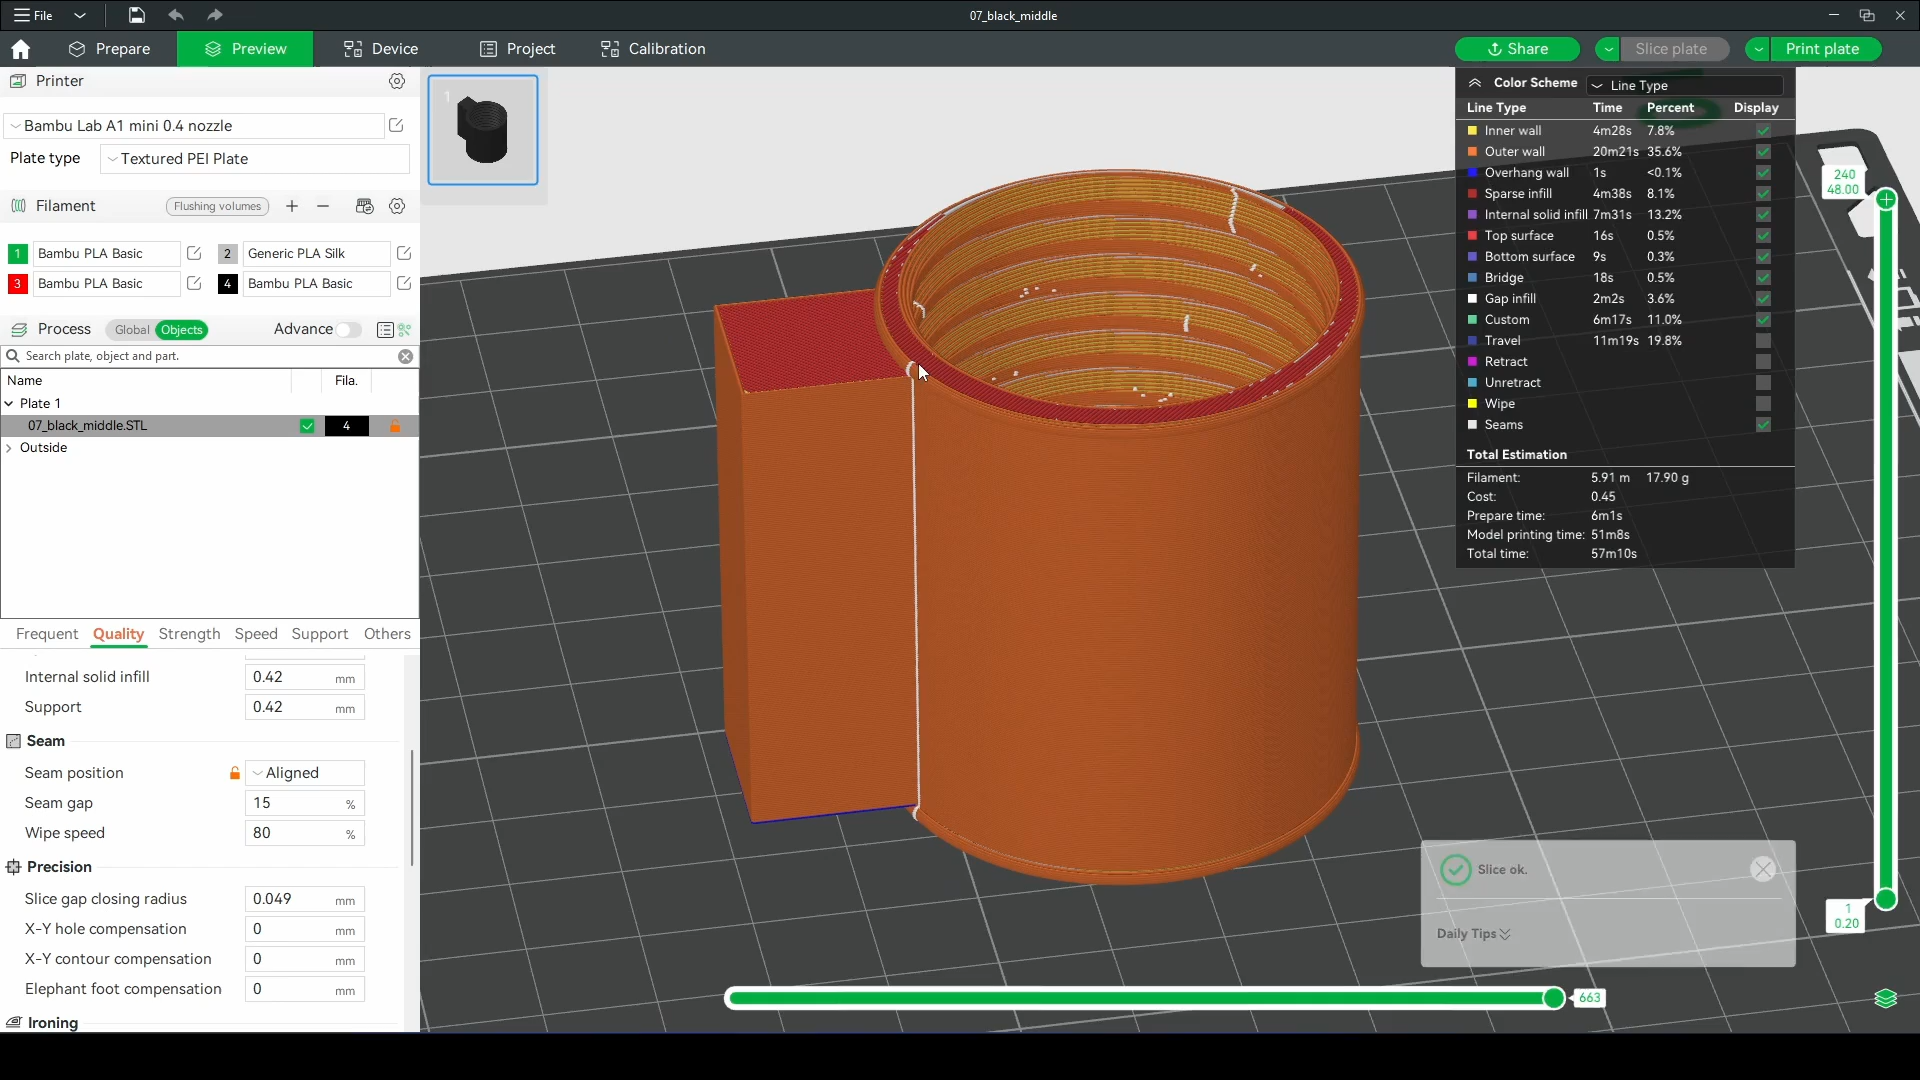 File
07_black_middle
Prepare
Preview
Device
Project
Calibration
Share
Slice plate
Print plate
Printer
Bambu Lab A1 mini 0.4 nozzle
Plate type
Textured PEI Plate
Filament
Flushing volumes
1 Bambu PLA Basic
2 Generic PLA Silk
3 Bambu PLA Basic
4 Bambu PLA Basic
Process
Global
Objects
Advance
Search plate, object and part.
Name
Fila.
Plate 1
07_black_middle.STL
4
Outside
Frequent
Quality
Strength
Speed
Support
Others
Internal solid infill 0.42 mm
Support 0.42 mm
Seam
Seam position Aligned
Seam gap 15 %
Wipe speed 80 %
Precision
Slice gap closing radius 0.049 mm
X-Y hole compensation 0 mm
X-Y contour compensation 0 mm
Elephant foot compensation 0 mm
Ironing
1
Color Scheme Line Type
Line Type Time Percent Display
Inner wall 4m28s 7.8%
Outer wall 20m21s 35.6%
Overhang wall 1s <0.1%
Sparse infill 4m38s 8.1%
Internal solid infill 7m31s 13.2%
Top surface 16s 0.5%
Bottom surface 9s 0.3%
Bridge 18s 0.5%
Gap infill 2m2s 3.6%
Custom 6m17s 11.0%
Travel 11m19s 19.8%
Retract
Unretract
Wipe
Seams
Total Estimation
Filament: 5.91 m 17.90 g
Cost: 0.45
Prepare time: 6m1s
Model printing time: 51m8s
Total time: 57m10s
240
48.00
1
0.20
Slice ok.
Daily Tips
663